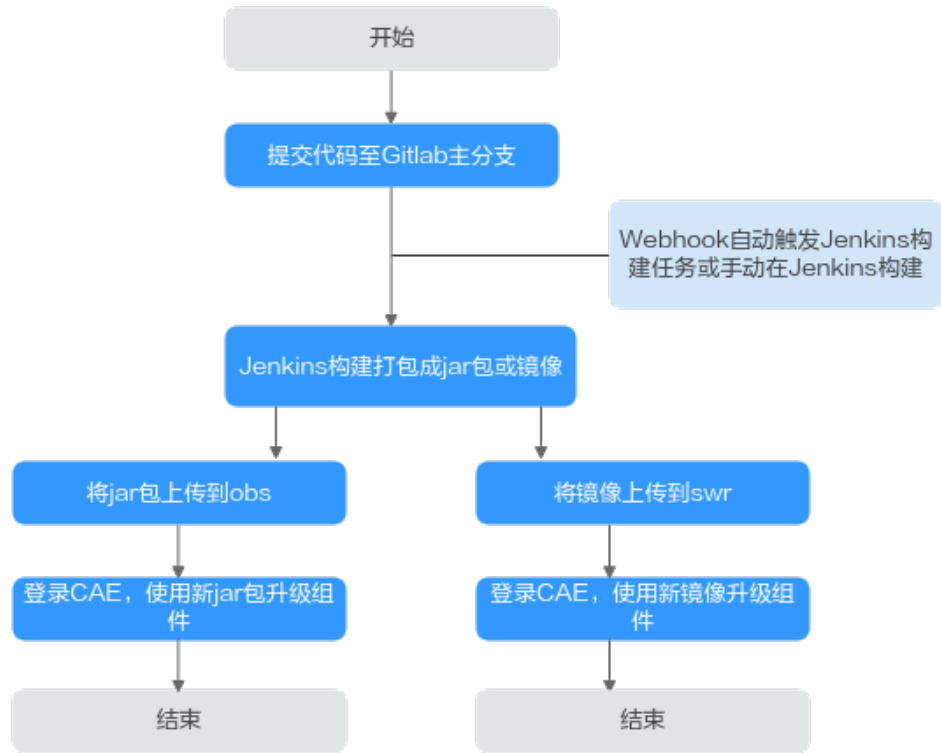 开始
提交代码至Gitlab主分支
Webhook自动触发Jenkins构
建任务或手动在Jenkins构建
Jenkins构建打包成jar包或镜像
将jar包上传到obs
将镜像上传到swr
登录CAE，使用新jar包升级组
件
登录CAE，使用新镜像升级组
件
结束
结束